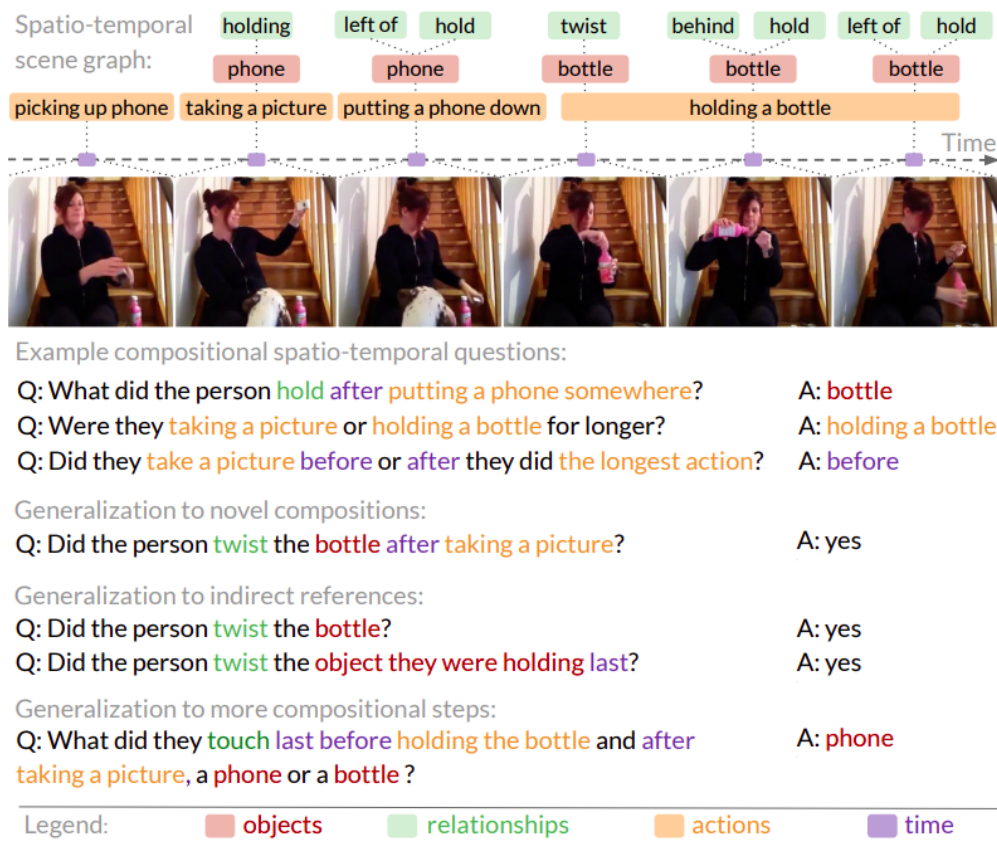 Spatio-temporal scene graph:
holding left of hold twist behind hold left of hold
phone phone bottle bottle bottle
picking up phone taking a picture putting a phone down holding a bottle
Time
Example compositional spatio-temporal questions:
Q: What did the person hold after putting a phone somewhere? A: bottle
Q: Were they taking a picture or holding a bottle for longer? A: holding a bottle
Q: Did they take a picture before or after they did the longest action? A: before
Generalization to novel compositions:
Q: Did the person twist the bottle after taking a picture? A: yes
Generalization to indirect references:
Q: Did the person twist the bottle? A: yes
Q: Did the person twist the object they were holding last? A: yes
Generalization to more compositional steps:
Q: What did they touch last before holding the bottle and after A: phone
taking a picture, a phone or a bottle ?
Legend: objects relationships actions time